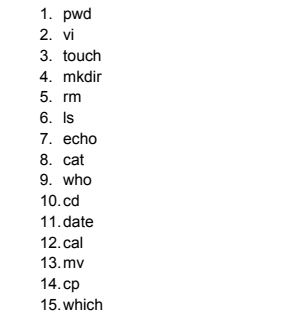 1. pwd
2. vi
3. touch
4. mkdir
5. rm
6. ls
7. echo
8. cat
9. who
10. cd
11. date
12. cal
13. mv
14. cp
15. which